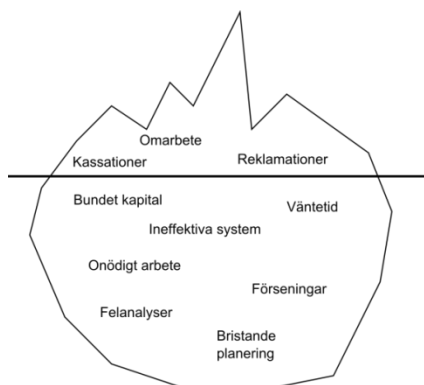 Omarbete
Kassationer
Reklamationer
Bundet kapital
Väntetid
Ineffektiva system
Onödigt arbete
Förseningar
Felanalyser
Bristande
planering